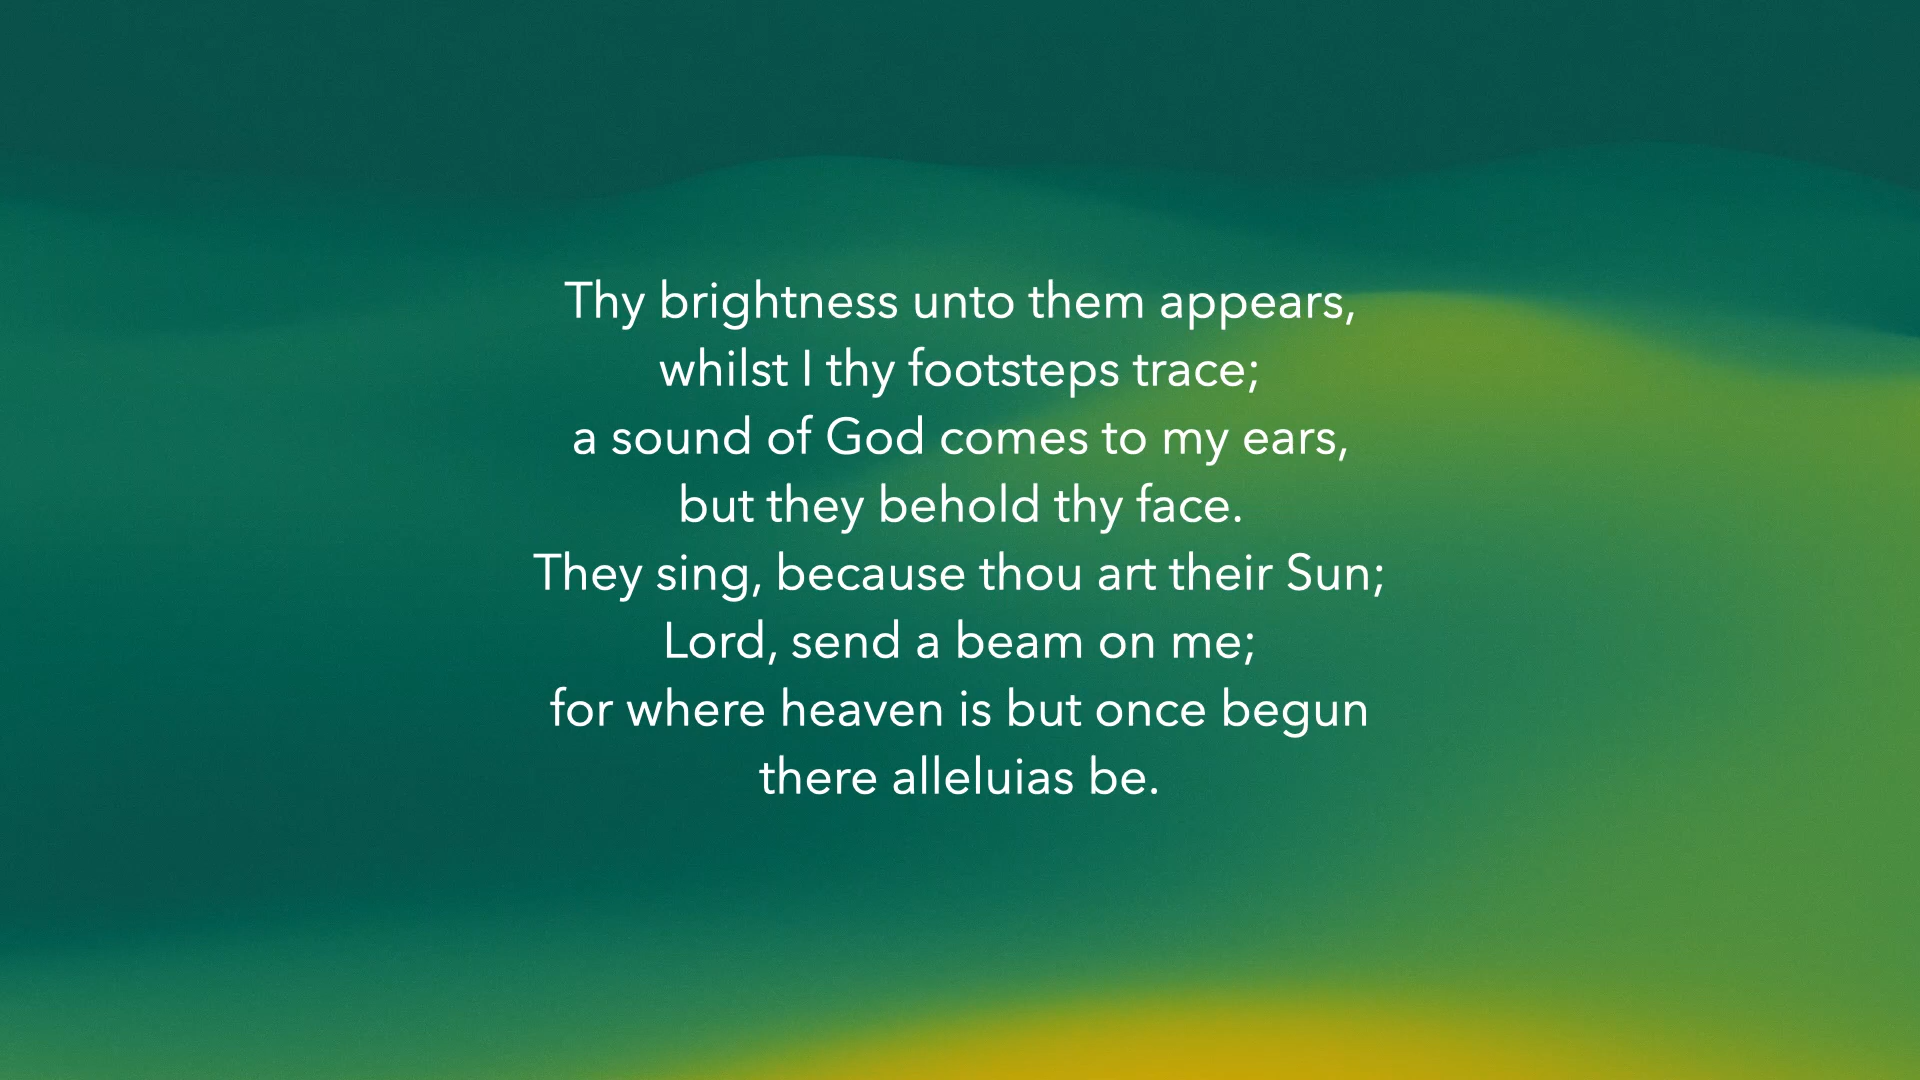 Thy brightness unto them appears,
whilst I thy footsteps trace;
a sound of God comes to my ears,
but they behold thy face.
They sing, because thou art their Sun;
Lord, send a beam on me;
for where heaven is but once begun
there alleluias be.